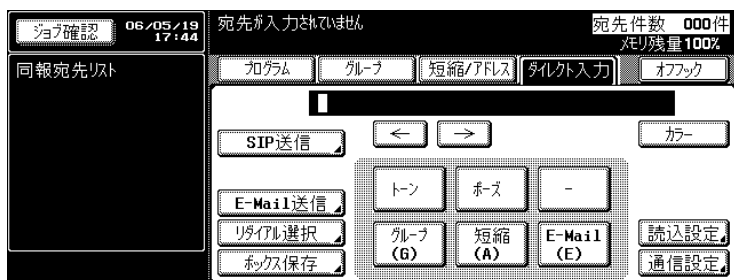 ジョブ確認
06/05/19
17:44
宛先が入力されていません
宛先件数 000件
メモリ残量100%
同報宛先リスト
プログラム
グループ
短縮/アドレス
ダイレクト入力
オフフック
SIP送信
←
→
カラー
トーン
ポーズ
-
E-Mail送信
リダイアル選択
グループ
(G)
短縮
(A)
E-Mail
(E)
読込設定
ボックス保存
通信設定